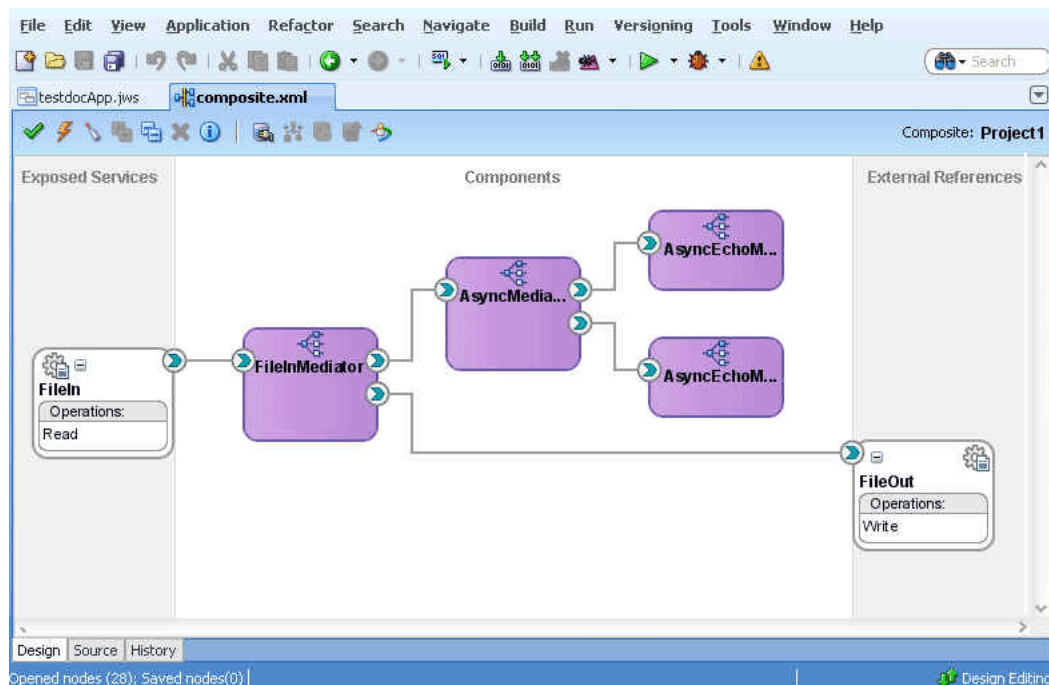 File Edit View Application Refactor Search Navigate Build Run Versioning Tools Window Help
Search
testdocApp.jws composite.xml
Composite: Project1
Exposed Services Components External References
AsyncEchoM...
AsyncMedia...
FileInMediator
AsyncEchoM...
FileIn
Operations:
Read
FileOut
Operations:
Write
Design Source History
Opened nodes (28); Saved nodes(0) Design Editing